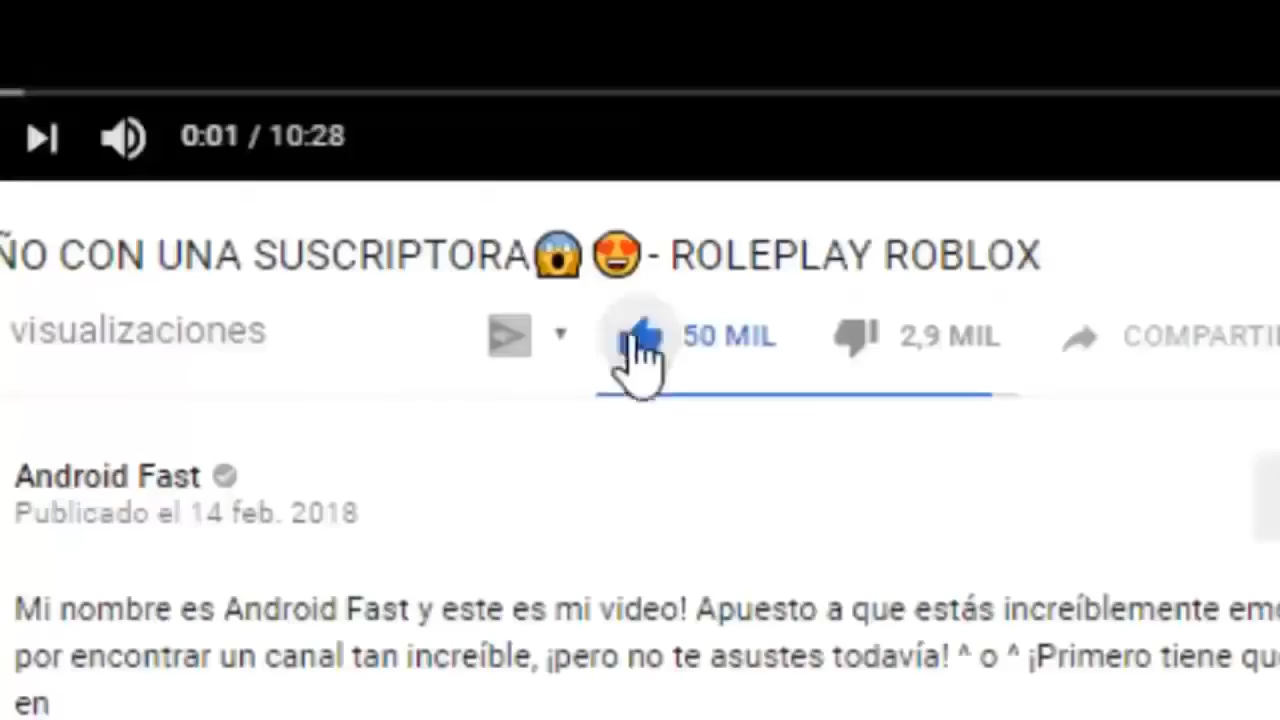 0:01 / 10:28
ÑO CON UNA SUSCRIPTORA😱😍- ROLEPLAY ROBLOX
visualizaciones
50 MIL 2,9 MIL COMPARTI
Android Fast
Publicado el 14 feb. 2018
Mi nombre es Android Fast y este es mi video! Apuesto a que estás increíblemente em
por encontrar un canal tan increíble, ¡pero no te asustes todavía! ^ o ^ ¡Primero tiene qu
en